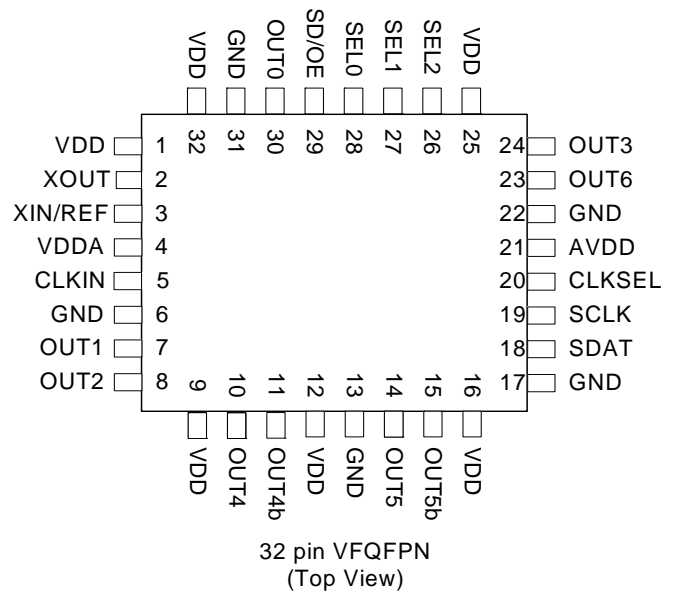 VDD
GND
OUT0
SD/OE
SEL0
SEL1
SEL2
VDD
32
31
30
29
28
27
26
25
VDD 1
XOUT 2
XIN/REF 3
VDDA 4
CLKIN 5
GND 6
OUT1 7
OUT2 8
24 OUT3
23 OUT6
22 GND
21 AVDD
20 CLKSEL
19 SCLK
18 SDAT
17 GND
9
10
11
12
13
14
15
16
VDD
OUT4
OUT4b
VDD
GND
OUT5
OUT5b
VDD
32 pin VFQFPN
(Top View)